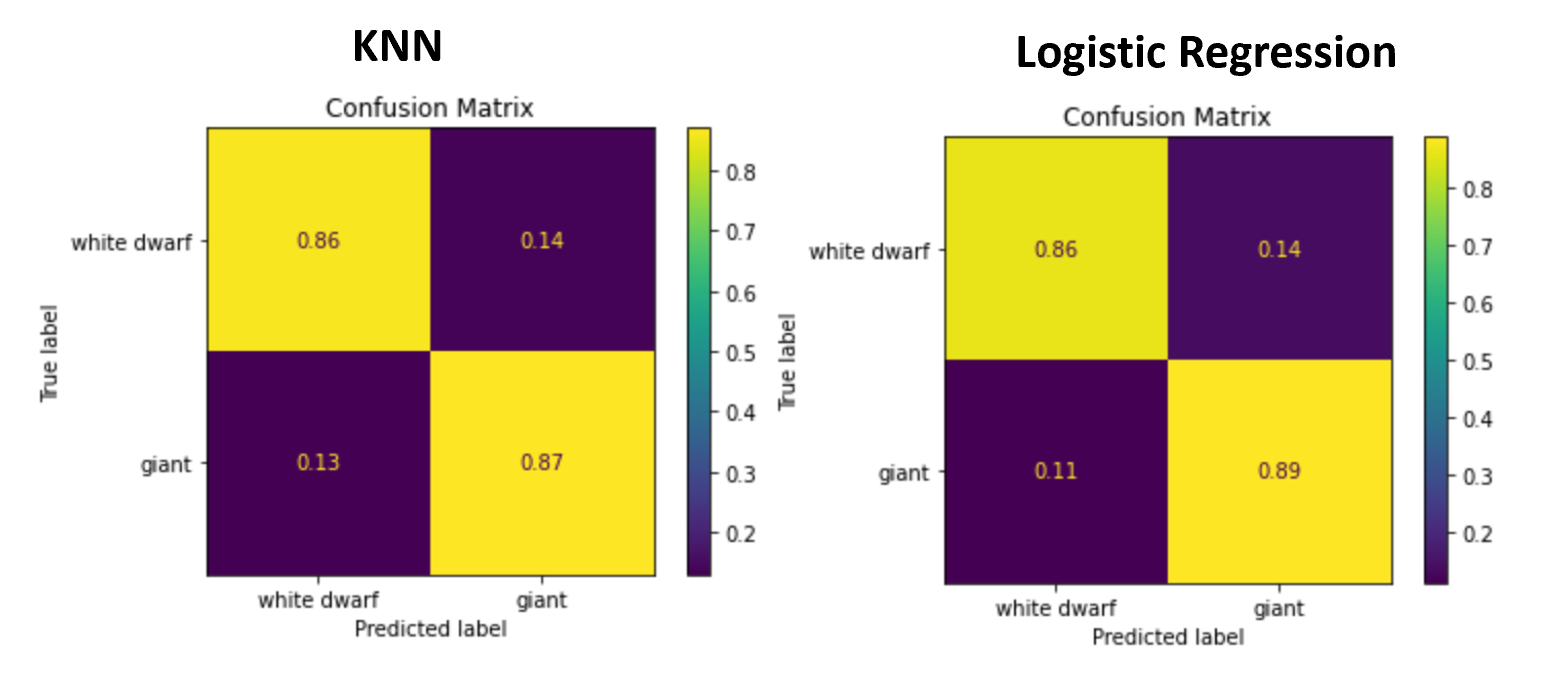 KNN
Confusion Matrix
white dwarf
0.86
0.14
giant
0.13
0.87
True label
white dwarf
giant
Predicted label
0.8
0.7
0.6
0.5
0.4
0.3
0.2
Logistic Regression
Confusion Matrix
white dwarf
0.86
0.14
giant
0.11
0.89
True label
white dwarf
giant
Predicted label
0.8
0.7
0.6
0.5
0.4
0.3
0.2